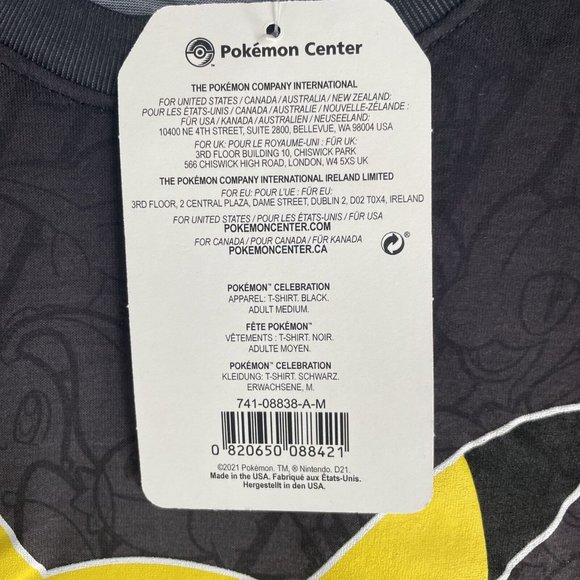 Pokémon Center
THE POKÉMON COMPANY INTERNATIONAL
FOR UNITED STATES / CANADA / AUSTRALIA / NEW ZEALAND:
POUR LES ÉTATS-UNIS / CANADA / AUSTRALIE / NOUVELLE-ZÉLANDE :
FÜR USA / KANADA / AUSTRALIEN / NEUSEELAND:
10400 NE 4TH STREET, SUITE 2800, BELLEVUE, WA 98004 USA
FOR UK: POUR LE ROYAUME-UNI : FÜR UK:
3RD FLOOR BUILDING 10, CHISWICK PARK
566 CHISWICK HIGH ROAD, LONDON, W4 5XS UK
THE POKÉMON COMPANY INTERNATIONAL IRELAND LIMITED
FOR EU: POUR L'UE : FÜR EU:
3RD FLOOR, 2 CENTRAL PLAZA, DAME STREET, DUBLIN 2, D02 T0X4, IRELAND
FOR UNITED STATES / POUR LES ÉTATS-UNIS / FÜR USA
POKEMONCENTER.COM
FOR CANADA / POUR CANADA / FÜR KANADA
POKEMONCENTER.CA
®
POKÉMON™ CELEBRATION
APPAREL: T-SHIRT. BLACK.
ADULT MEDIUM.
FÊTE POKÉMON™
VÊTEMENTS : T-SHIRT. NOIR.
ADULTE MOYEN.
POKÉMON™ CELEBRATION
KLEIDUNG: T-SHIRT. SCHWARZ.
ERWACHSENE, M.
741-08838-A-M
0 820650 088421
©2021 Pokémon. TM, ® Nintendo. D21.
Made in the USA. Fabriqué aux États-Unis.
Hergestellt in den USA.